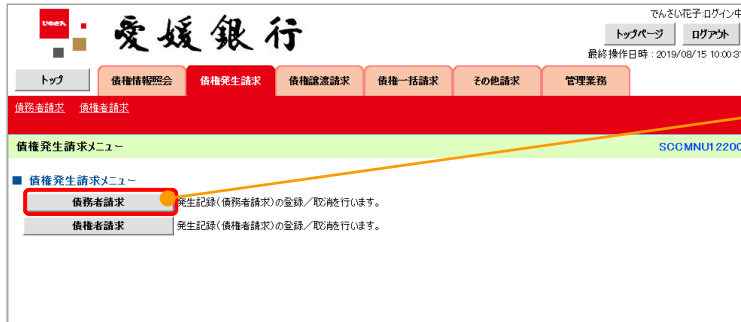 ひめぎん
愛媛銀行
でんさい花子:ログイン中
トップページ ログアウト
最終操作日時：2019/08/15 10:00:31
トップ 債権情報照会 債権発生請求 債権譲渡請求 債権一括請求 その他請求 管理業務
債務者請求 債権者請求
債権発生請求メニュー SCCMNU12200
■ 債権発生請求メニュー
債務者請求 発生記録(債務者請求)の登録／取消を行います。
債権者請求 発生記録(債権者請求)の登録／取消を行います。